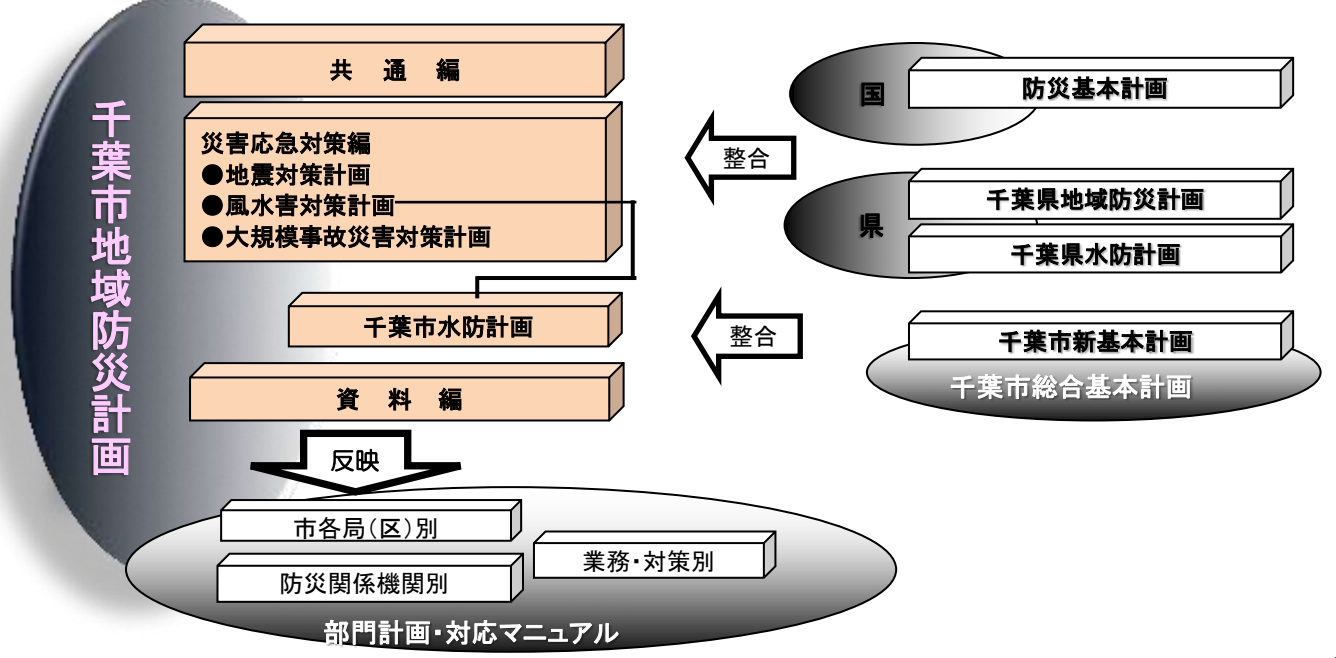 千葉市地域防災計画
共 通 編
災害応急対策編
●地震対策計画
●風水害対策計画
●大規模事故災害対策計画
千葉市水防計画
資 料 編
整合
整合
国
防災基本計画
県
千葉県地域防災計画
千葉県水防計画
千葉市新基本計画
千葉市総合基本計画
反映
市各局(区)別
防災関係機関別
業務・対策別
部門計画・対応マニュアル